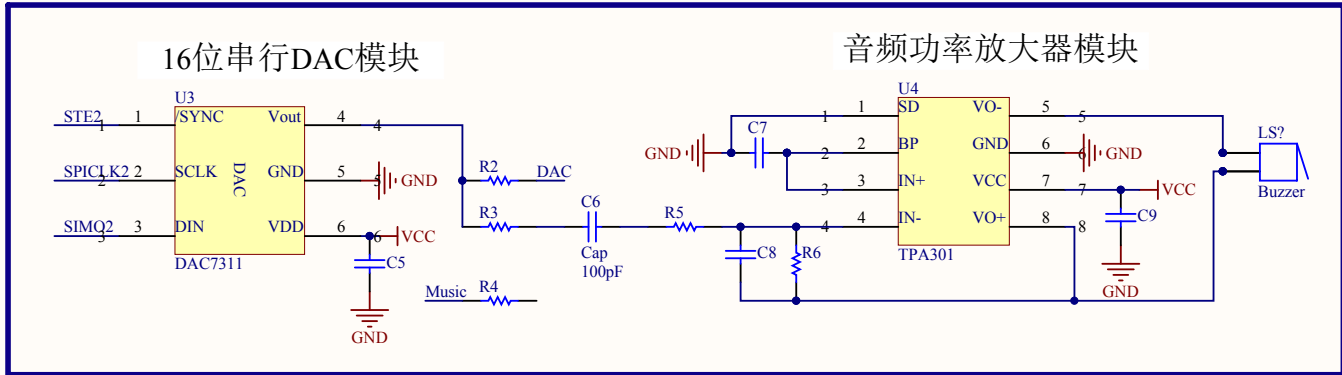 16位串行DAC模块
音频功率放大器模块
U3
STE2 1 1 /SYNC Vout 4 4
SPICLK2 2 2 SCLK GND 5 5 GND
SIMO2 3 3 DIN VDD 6 6 VCC
DAC
DAC7311
C5
GND
R2 DAC
R3
C6
Cap
100pF
R5
Music R4
U4
GND
C7
1 1 SD VO- 5 5
2 2 BP GND 6 6 GND
3 3 IN+ VCC 7 7 VCC
4 4 IN- VO+ 8 8
TPA301
C8
R6
C9
GND
LS?
Buzzer